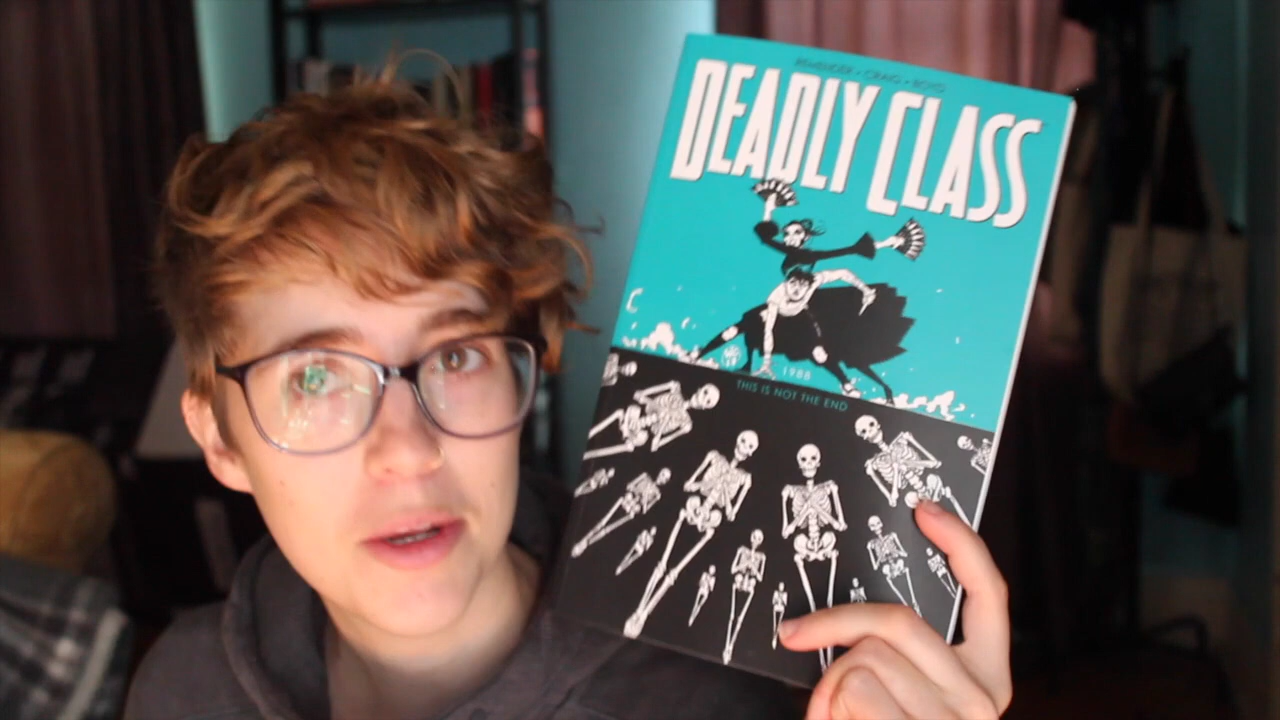 REMENDER • CRAIG • BOYD
DEADLY CLASS
1988
THIS IS NOT THE END